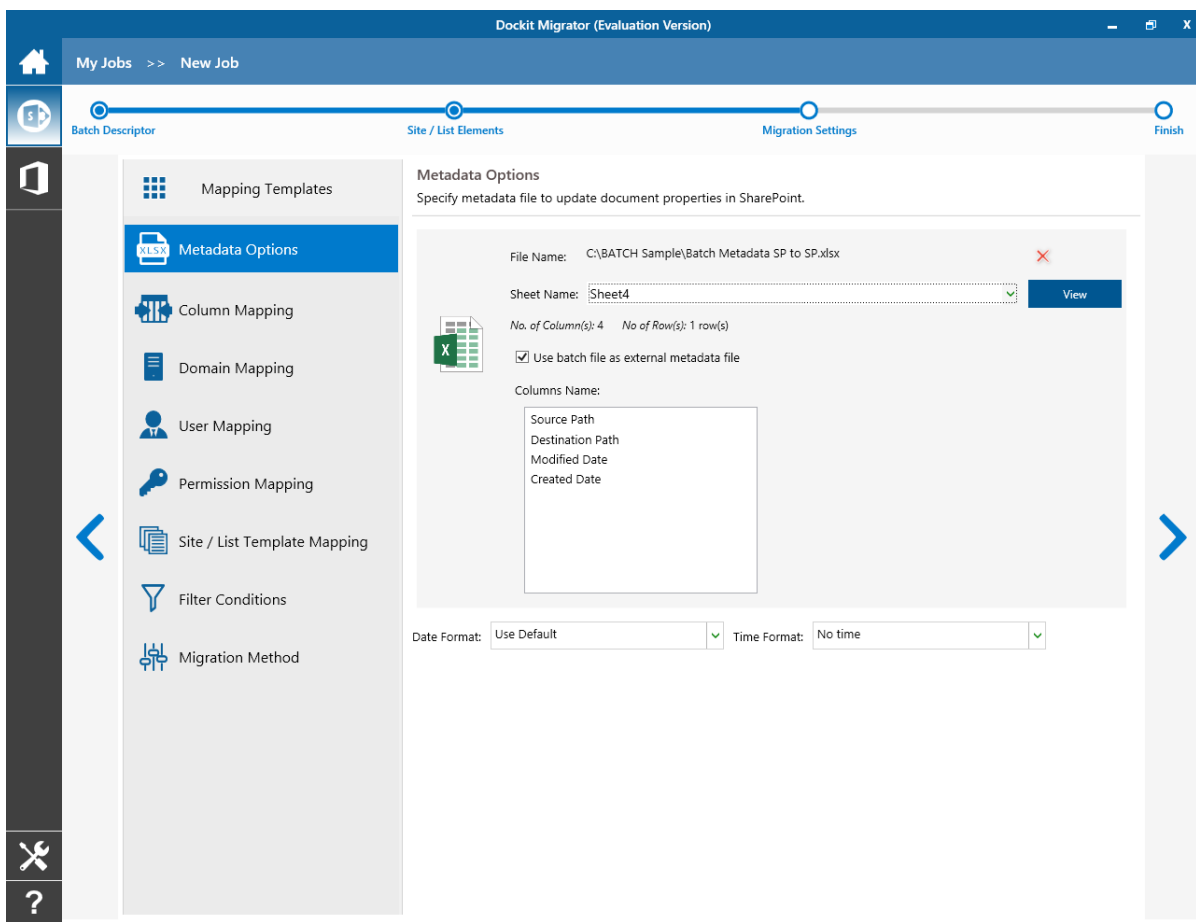 Dockit Migrator (Evaluation Version)
My Jobs >> New Job
Batch Descriptor
Site / List Elements
Migration Settings
Finish
Mapping Templates
Metadata Options
Column Mapping
Domain Mapping
User Mapping
Permission Mapping
Site / List Template Mapping
Filter Conditions
Migration Method
Metadata Options
Specify metadata file to update document properties in SharePoint.
File Name: C:\BATCH Sample\Batch Metadata SP to SP.xlsx
Sheet Name: Sheet4
View
No. of Column(s): 4 No of Row(s): 1 row(s)
Use batch file as external metadata file
Columns Name:
Source Path
Destination Path
Modified Date
Created Date
Date Format: Use Default
Time Format: No time
XLSX
X
S
?